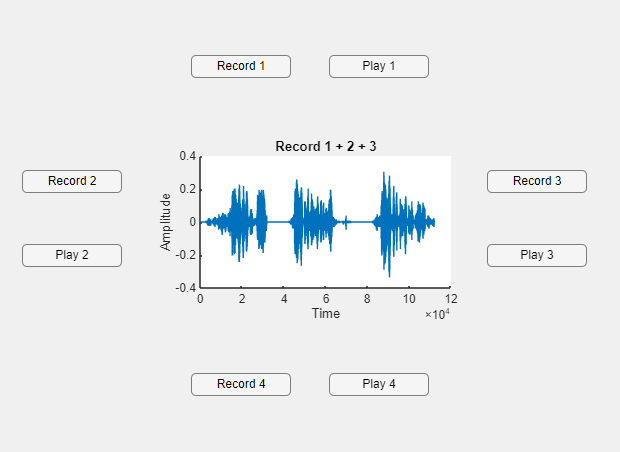 Record 1 Play 1
Record 1 + 2 + 3
Record 2
Play 2
Amplitude
0.4
0.2
0
-0.2
-0.4
0 2 4 6 8 10 12
Time
×10⁴
Record 3
Play 3
Record 4 Play 4